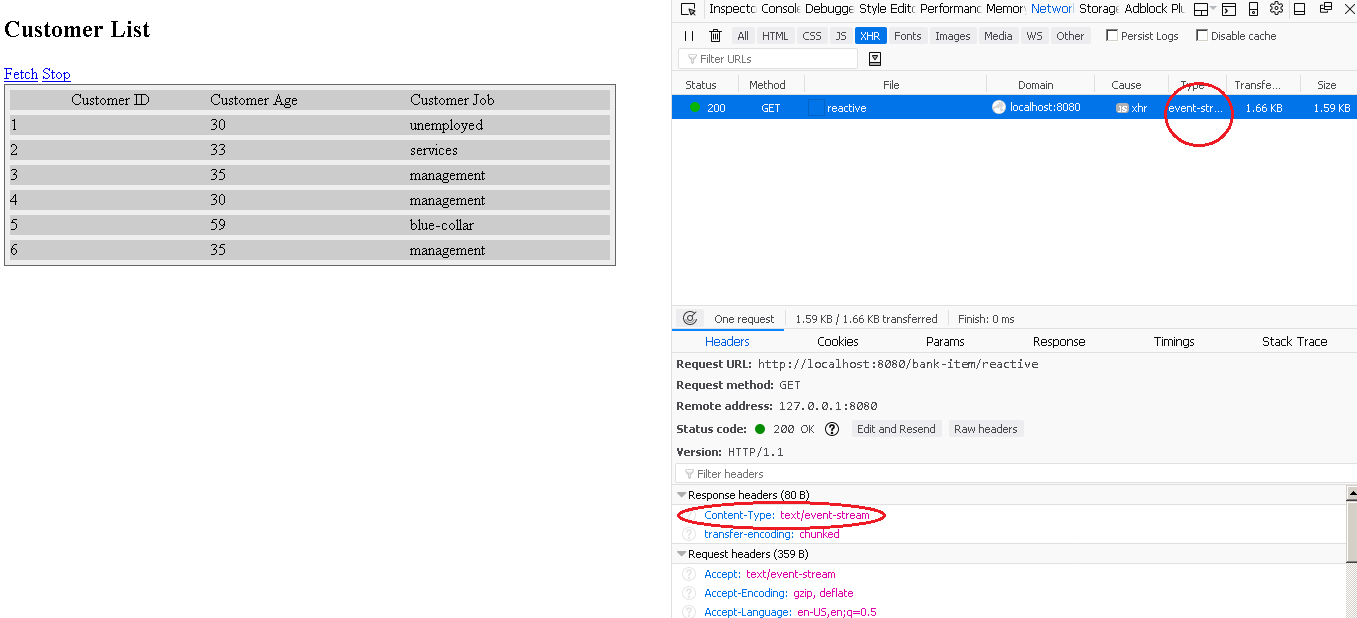 Customer List
Fetch Stop
Customer ID Customer Age Customer Job
1 30 unemployed
2 33 services
3 35 management
4 30 management
5 59 blue-collar
6 35 management
Inspecto Console Debugge Style Edito Performanc Memor Networ Storag Adblock Plu
All HTML CSS JS XHR Fonts Images Media WS Other Persist Logs Disable cache
Filter URLs
Status Method File Domain Cause Type Transfe... Size
200 GET reactive localhost:8080 JS xhr event-str... 1.66 KB 1.59 KB
One request 1.59 KB / 1.66 KB transferred Finish: 0 ms
Headers Cookies Params Response Timings Stack Trace
Request URL: http://localhost:8080/bank-item/reactive
Request method: GET
Remote address: 127.0.0.1:8080
Status code: 200 OK ? Edit and Resend Raw headers
Version: HTTP/1.1
Filter headers
Response headers (80 B)
Content-Type: text/event-stream
? transfer-encoding: chunked
Request headers (359 B)
? Accept: text/event-stream
? Accept-Encoding: gzip, deflate
? Accept-Language: en-US,en;q=0.5